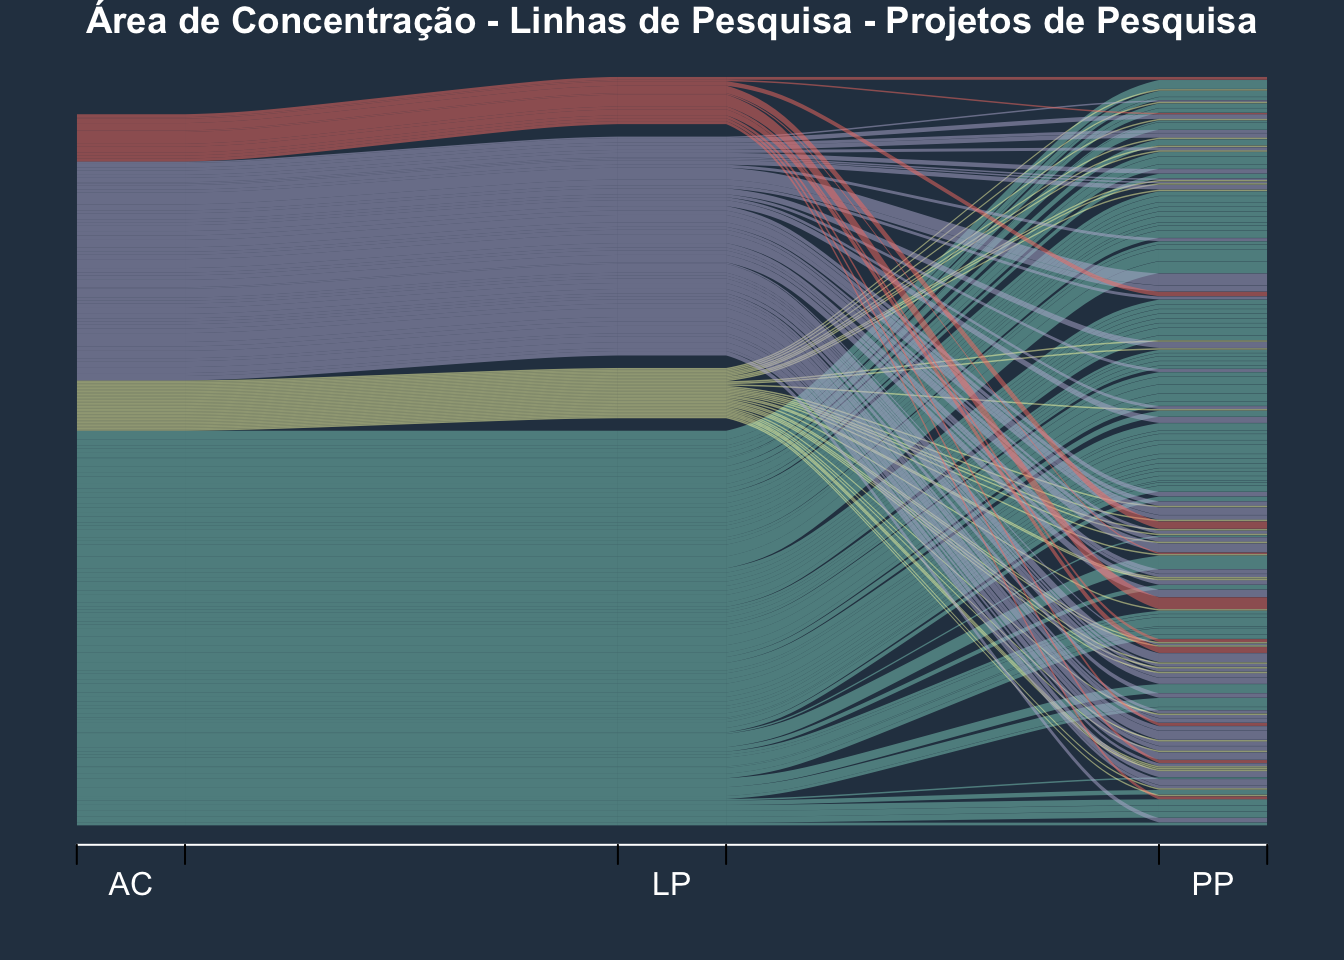 Área de Concentração - Linhas de Pesquisa - Projetos de Pesquisa
AC LP PP